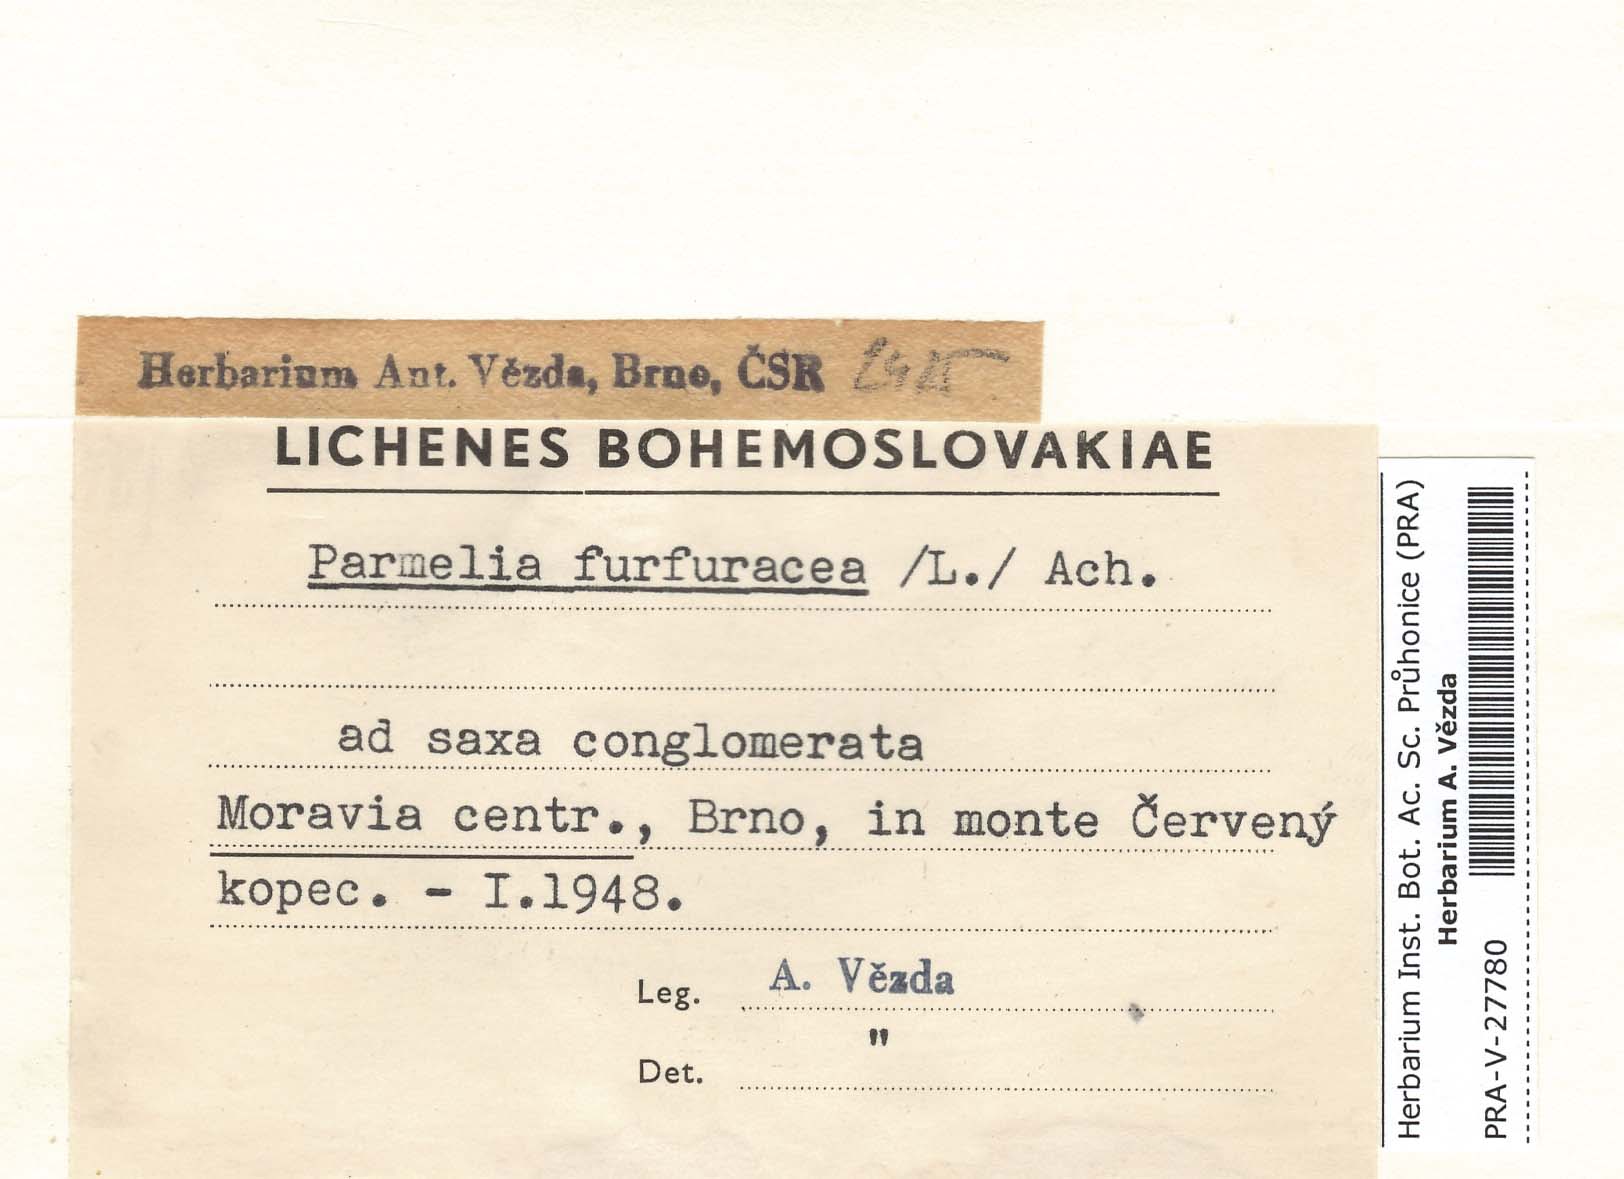 Herbarium Ant. Vězda, Brno, ČSR
LICHENES BOHEMOSLOVAKIAE
Parmelia furfuracea /L./ Ach.
ad saxa conglomerata
Moravia centr., Brno, in monte Červený
kopec. - I.1948.
Leg. A. Vězda
Det. "
Herbarium Inst. Bot. Ac. Sc. Průhonice (PRA)
Herbarium A. Vězda
PRA-V-27780